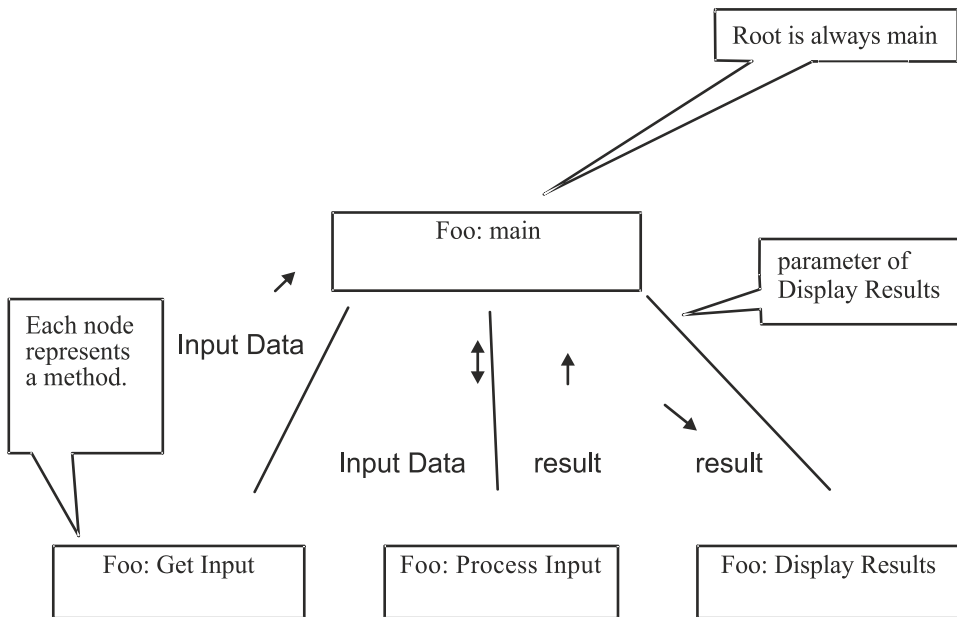 Root is always main
Foo: main
parameter of
Display Results
Each node
represents
a method.
Input Data
Input Data
result
result
Foo: Get Input
Foo: Process Input
Foo: Display Results